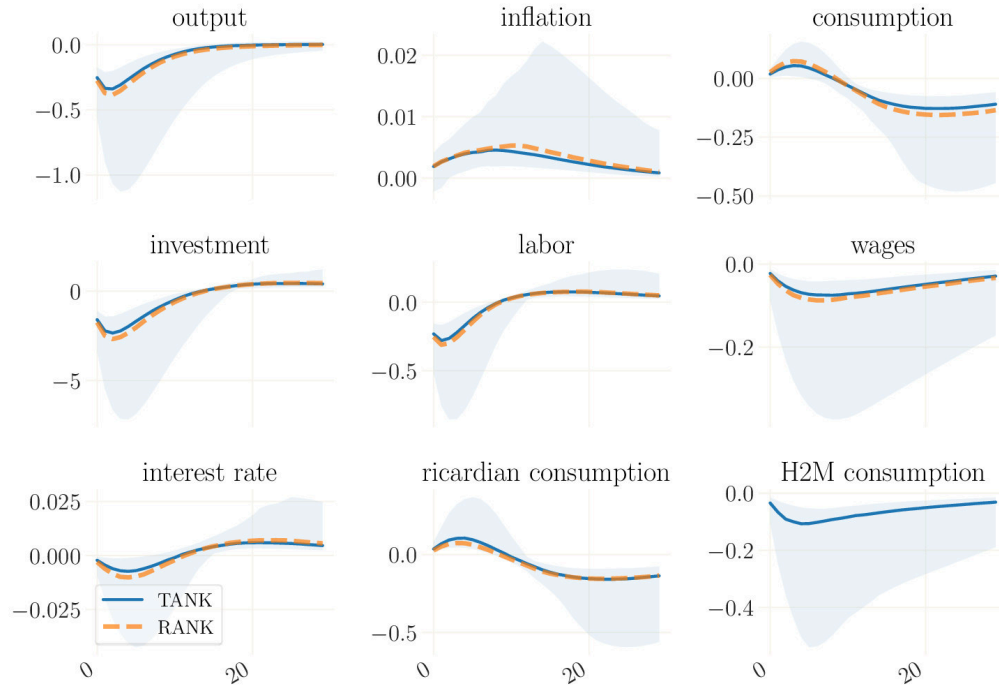 output
inflation
consumption
0.0
−0.5
−1.0
0.02
0.01
0.00
0.00
−0.25
−0.50
investment
labor
wages
0
−5
0.0
−0.5
0.0
−0.2
interest rate
ricardian consumption
H2M consumption
0.025
0.000
−0.025
0.0
−0.5
0.0
−0.2
−0.4
TANK
RANK
0
20
0
20
0
20